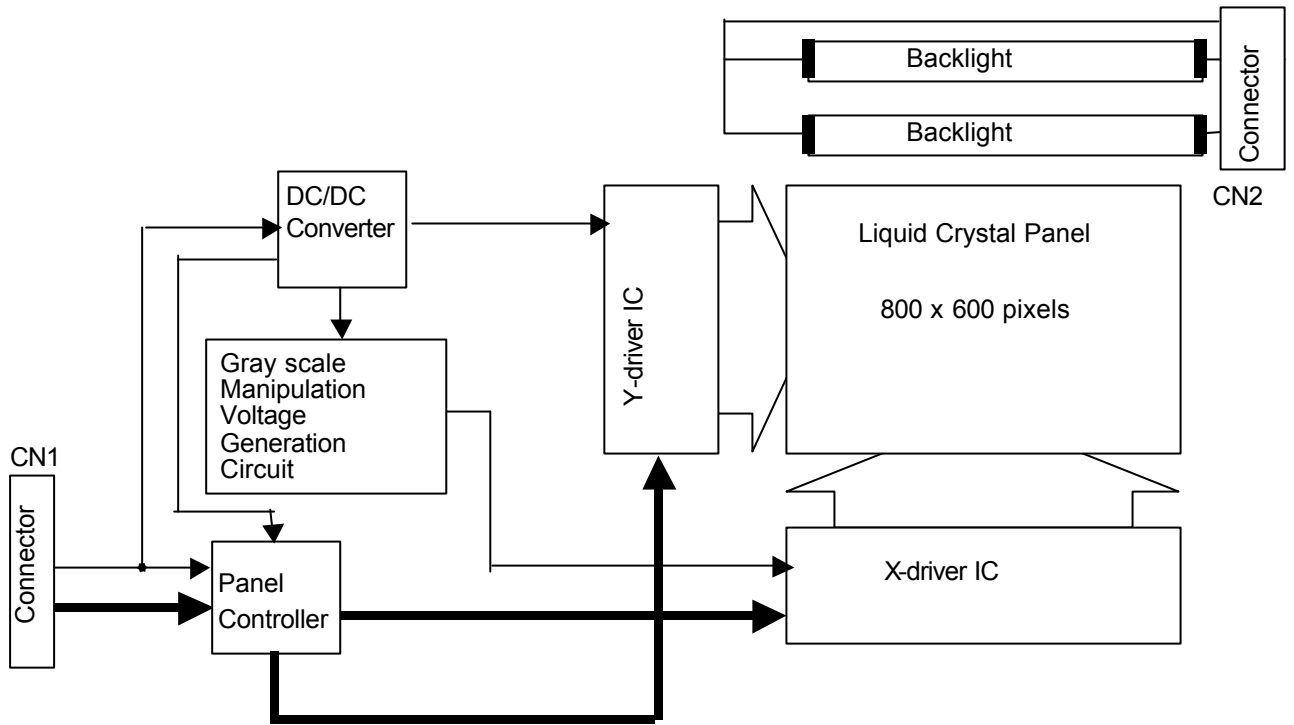 Backlight
Backlight
Connector
CN2
DC/DC
Converter
Y-driver IC
Liquid Crystal Panel
800 x 600 pixels
Gray scale
Manipulation
Voltage
Generation
Circuit
CN1
Connector
Panel
Controller
X-driver IC